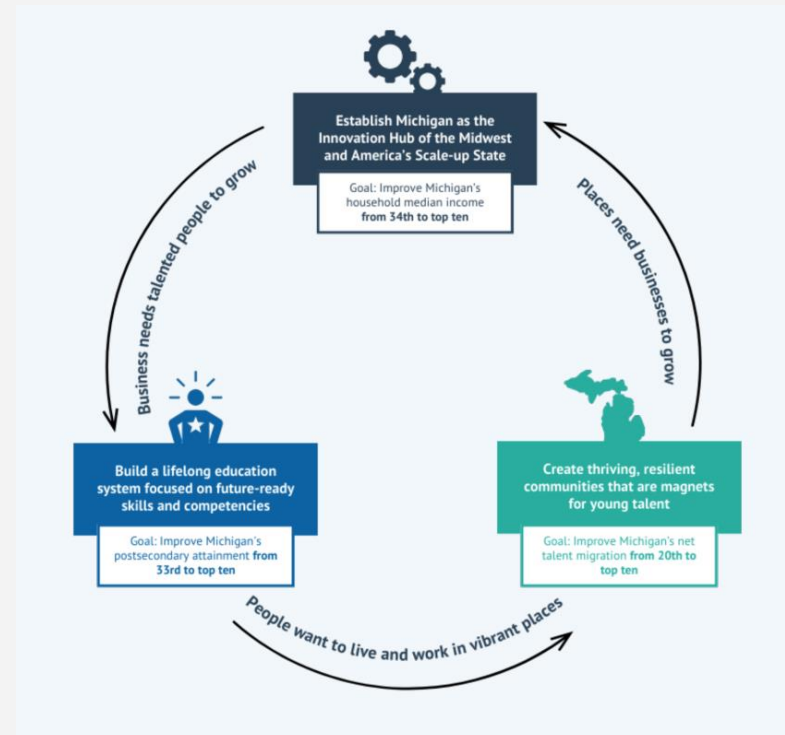 Establish Michigan as the
Innovation Hub of the Midwest
and America's Scale-up State
Goal: Improve Michigan's
household median income
from 34th to top ten
Business needs talented people to grow
Places need businesses to grow
Build a lifelong education
system focused on future-ready
skills and competencies
Goal: Improve Michigan's
postsecondary attainment from
33rd to top ten
Create thriving, resilient
communities that are magnets
for young talent
Goal: Improve Michigan's net
talent migration from 20th to
top ten
People want to live and work in vibrant places